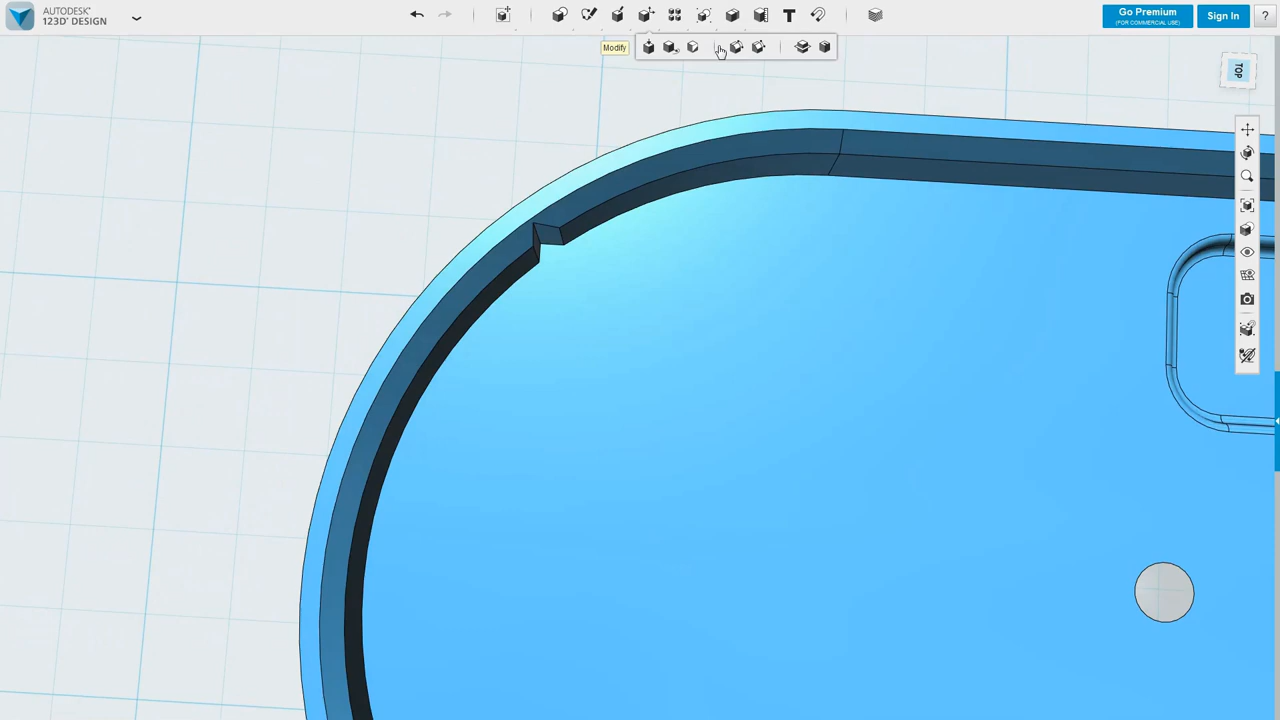 AUTODESK®
123D® DESIGN
T
Go Premium
(FOR COMMERCIAL USE)
Sign In
?
Modify
TOP